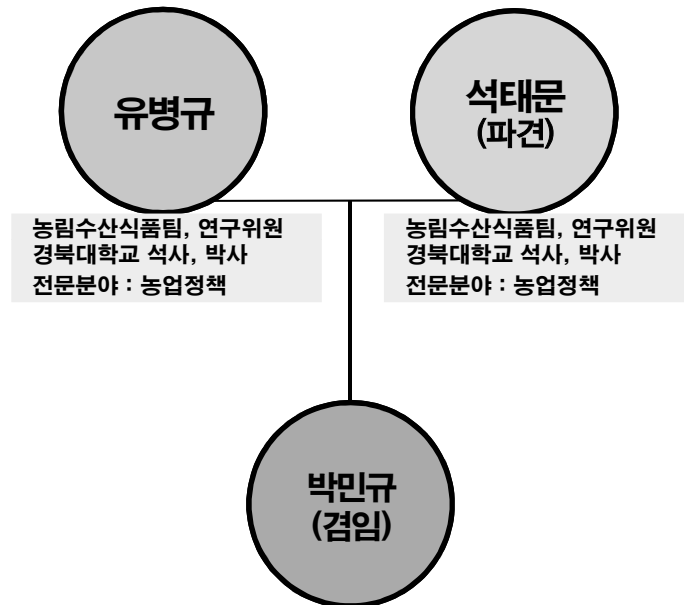 유병규
석태문
(파견)
농림수산식품팀, 연구위원
경북대학교 석사, 박사
전문분야 : 농업정책
농림수산식품팀, 연구위원
경북대학교 석사, 박사
전문분야 : 농업정책
박민규
(겸임)